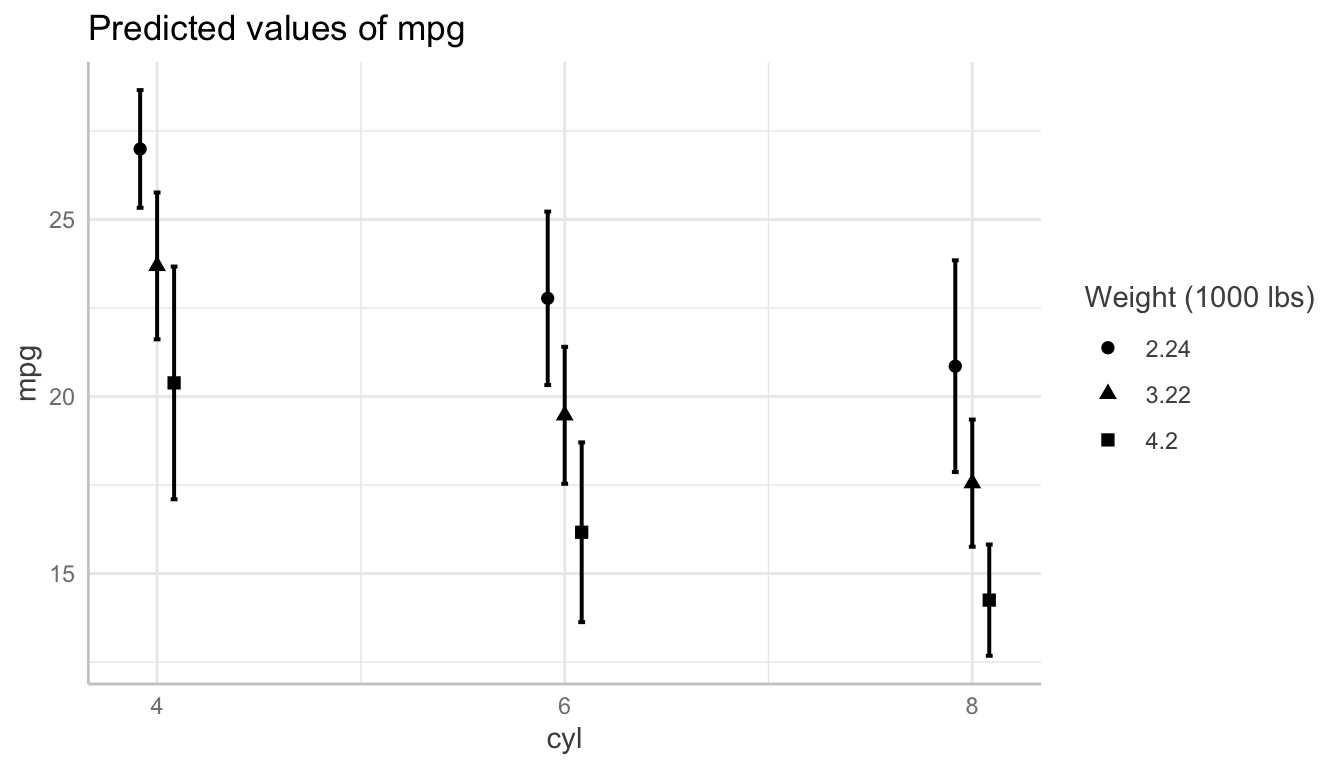 Predicted values of mpg
mpg
25
20
15
4
6
8
cyl
Weight (1000 lbs)
2.24
3.22
4.2